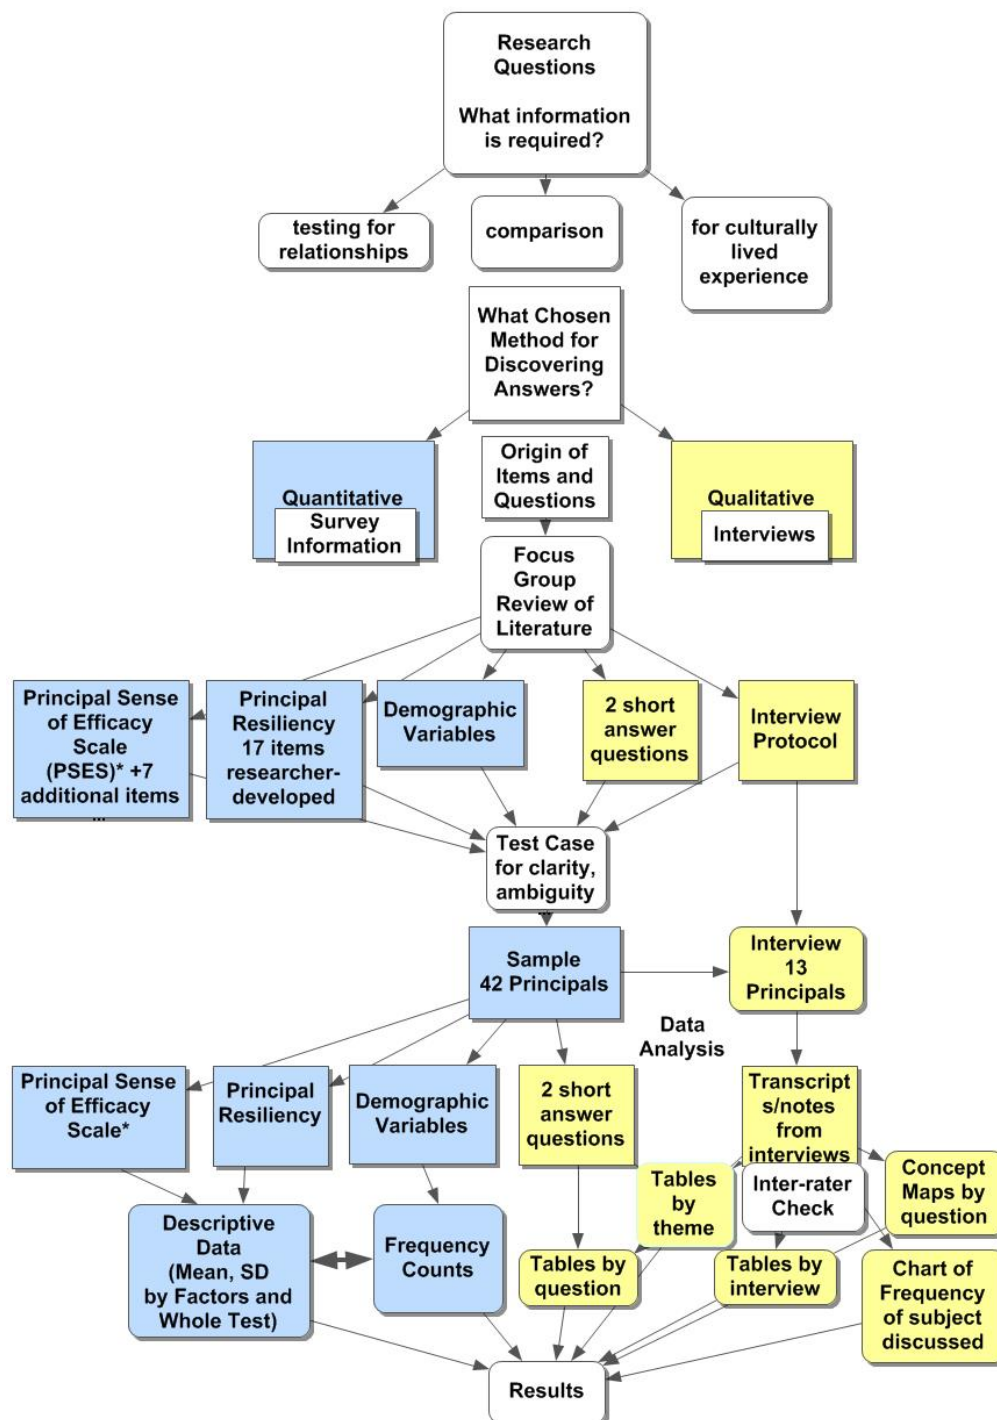 Research
Questions
What information
is required?
testing for
relationships
comparison
for culturally
lived
experience
What Chosen
Method for
Discovering
Answers?
Quantitative
Survey
Information
Origin of
Items and
Questions
Qualitative
Interviews
Focus
Group
Review of
Literature
Principal Sense
of Efficacy
Scale
(PSES)* +7
additional items
...
Principal
Resiliency
17 items
researcher-
developed
Demographic
Variables
2 short
answer
questions
Interview
Protocol
Test Case
for clarity,
ambiguity
...
Sample
42 Principals
Interview
13
Principals
Data
Analysis
Principal Sense
of Efficacy
Scale*
Principal
Resiliency
Demographic
Variables
2 short
answer
questions
Transcript
s/notes
from
interviews
Tables
by
theme
Inter-rater
Check
Concept
Maps by
question
Descriptive
Data
(Mean, SD
by Factors and
Whole Test)
Frequency
Counts
Tables by
question
Tables by
interview
Chart of
Frequency
of subject
discussed
Results